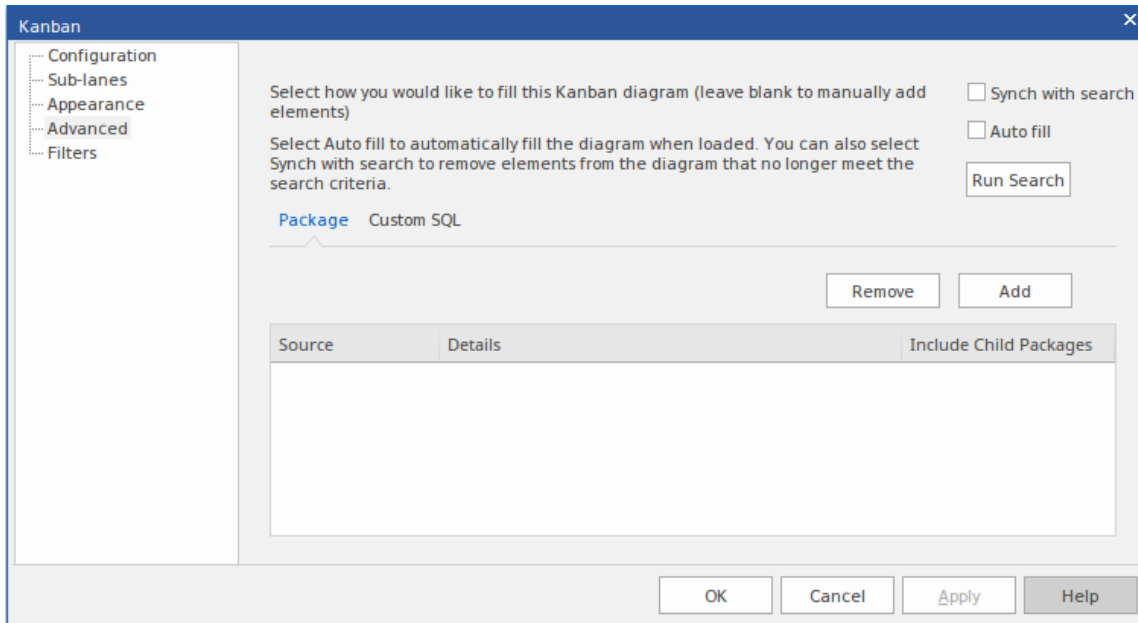 Kanban
Configuration
Sub-lanes
Appearance
Advanced
Filters
Select how you would like to fill this Kanban diagram (leave blank to manually add
elements)
Select Auto fill to automatically fill the diagram when loaded. You can also select
Synch with search to remove elements from the diagram that no longer meet the
search criteria.
Synch with search
Auto fill
Run Search
Package Custom SQL
Remove Add
Source Details Include Child Packages
OK Cancel Apply Help